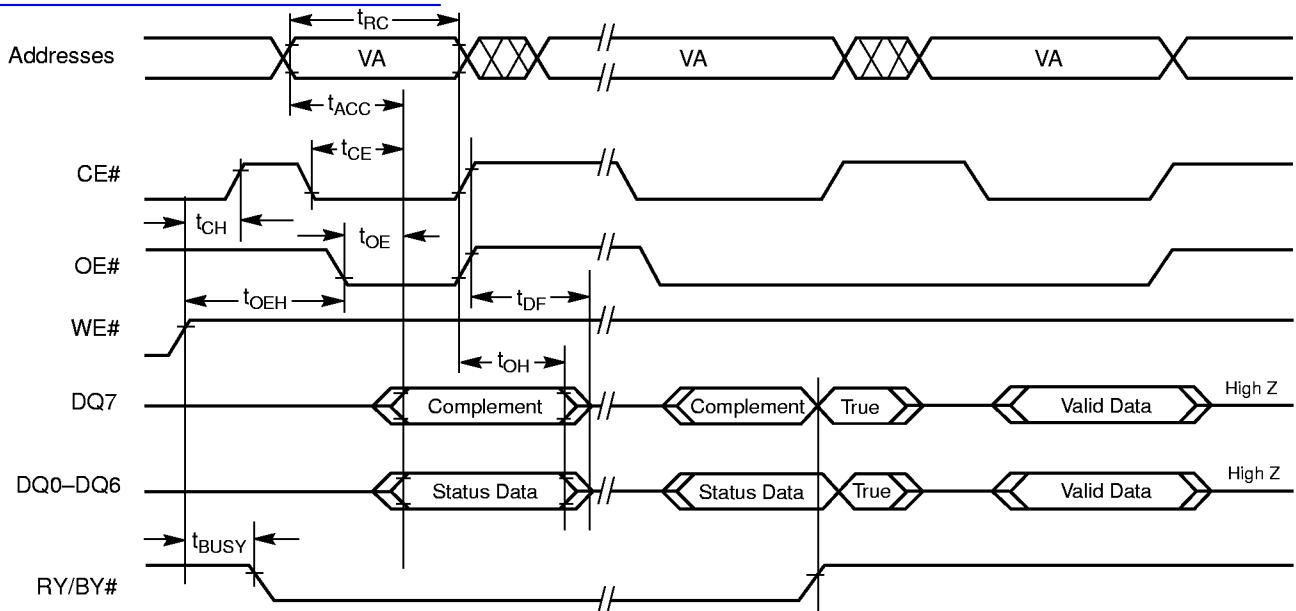 tRC
Addresses VA VA VA
tACC
tCE
CE#
tCH
tOE
OE#
tOEH
tDF
WE#
tOH
DQ7 Complement Complement True Valid Data High Z
DQ0–DQ6 Status Data Status Data True Valid Data High Z
tBUSY
RY/BY#